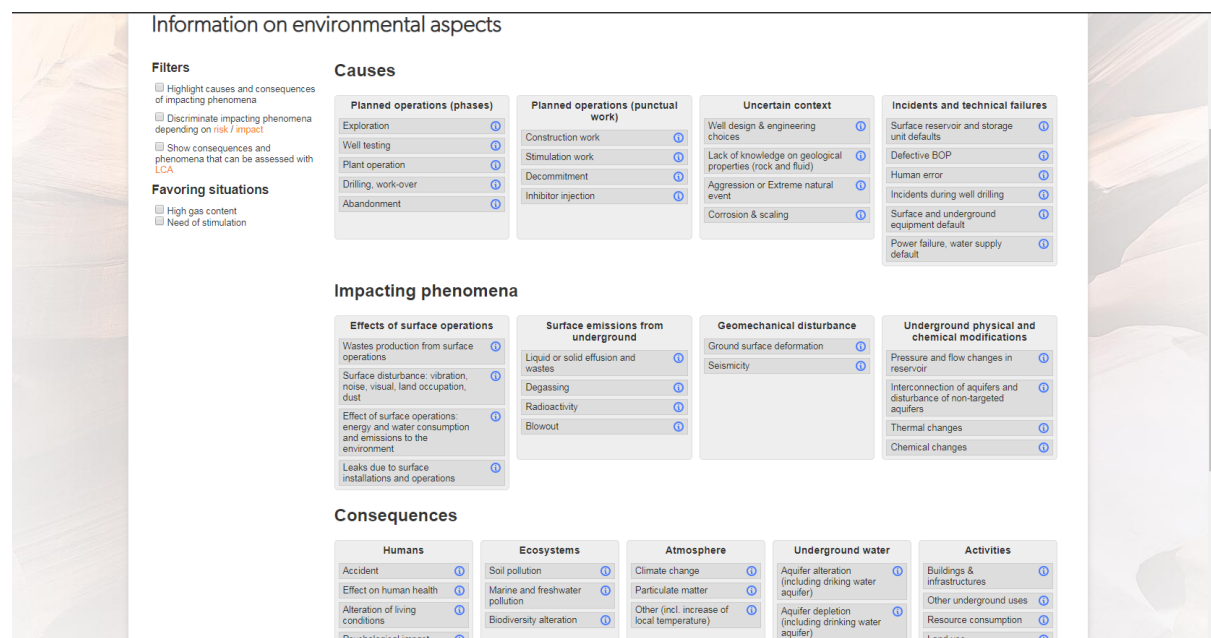 Information on environmental aspects
Filters
Highlight causes and consequences
of impacting phenomena
Discriminate impacting phenomena
depending on risk / impact
Show consequences and
phenomena that can be assessed with
LCA
Favoring situations
High gas content
Need of stimulation
Causes
Planned operations (phases)
Exploration
Well testing
Plant operation
Drilling, work-over
Abandonment
Planned operations (punctual
work)
Construction work
Stimulation work
Decommitment
Inhibitor injection
Uncertain context
Well design & engineering
choices
Lack of knowledge on geological
properties (rock and fluid)
Aggression or Extreme natural
event
Corrosion & scaling
Incidents and technical failures
Surface reservoir and storage
unit defaults
Defective BOP
Human error
Incidents during well drilling
Surface and underground
equipment default
Power failure, water supply
default
Impacting phenomena
Effects of surface operations
Wastes production from surface
operations
Surface disturbance: vibration,
noise, visual, land occupation,
dust
Effect of surface operations:
energy and water consumption
and emissions to the
environment
Leaks due to surface
installations and operations
Surface emissions from
underground
Liquid or solid effusion and
wastes
Degassing
Radioactivity
Blowout
Geomechanical disturbance
Ground surface deformation
Seismicity
Underground physical and
chemical modifications
Pressure and flow changes in
reservoir
Interconnection of aquifers and
disturbance of non-targeted
aquifers
Thermal changes
Chemical changes
Consequences
Humans
Accident
Effect on human health
Alteration of living
conditions
Psychological impact
Ecosystems
Soil pollution
Marine and freshwater
pollution
Biodiversity alteration
Atmosphere
Climate change
Particulate matter
Other (incl. increase of
local temperature)
Underground water
Aquifer alteration
(including driking water
aquifer)
Aquifer depletion
(including drinking water
aquifer)
Activities
Buildings &
infrastructures
Other underground uses
Resource consumption
Land use